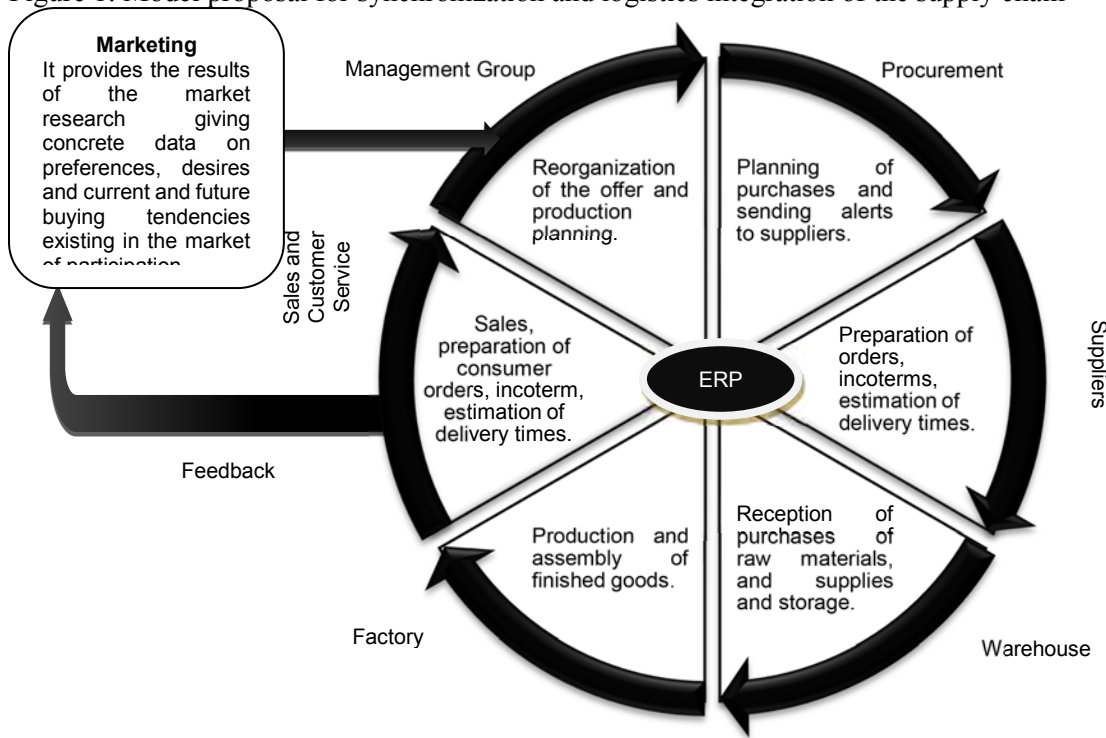 Figure 1. Model proposal for synchronization and logistics integration of the supply chain
Marketing
It provides the results
of the market
research giving
concrete data on
preferences, desires
and current and future
buying tendencies
existing in the market
of participation
Management Group
Procurement
Reorganization
of the offer and
production
planning.
Planning of
purchases and
sending alerts
to suppliers.
Sales and
Customer
Service
Sales,
preparation of
consumer
orders, incoterm,
estimation of
delivery times.
ERP
Preparation of
orders,
incoterms,
estimation of
delivery times.
Suppliers
Feedback
Production and
assembly of
finished goods.
Reception of
purchases of
raw materials,
and supplies
and storage.
Factory
Warehouse